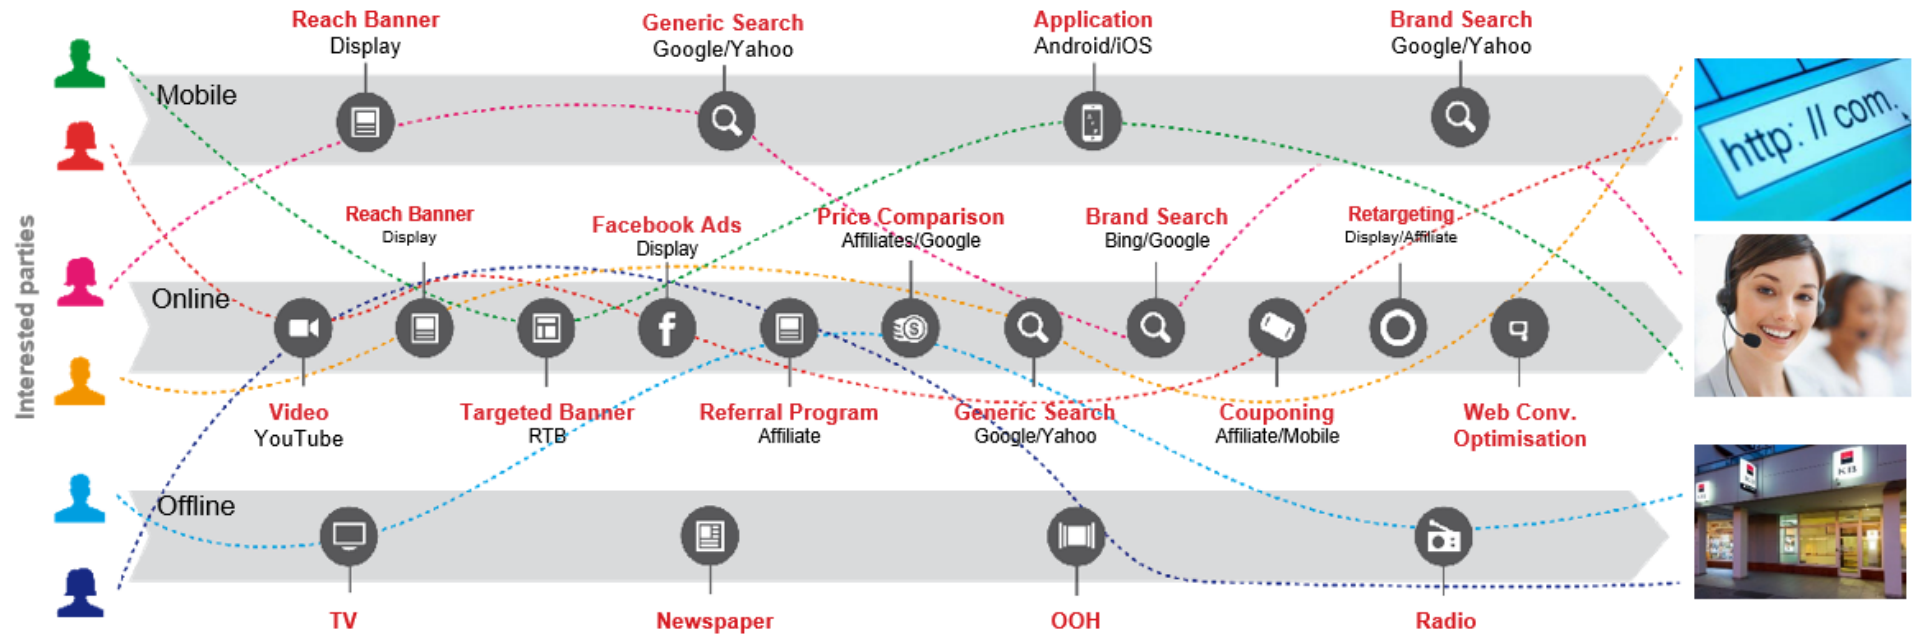 Interested parties
Mobile
Reach Banner
Display
Generic Search
Google/Yahoo
Application
Android/iOS
Brand Search
Google/Yahoo
http: // com.
Online
Reach Banner
Display
Facebook Ads
Display
Price Comparison
Affiliates/Google
Brand Search
Bing/Google
Retargeting
Display/Affiliate
Video
YouTube
Targeted Banner
RTB
Referral Program
Affiliate
Generic Search
Google/Yahoo
Couponing
Affiliate/Mobile
Web Conv.
Optimisation
Offline
TV
Newspaper
OOH
Radio
KB